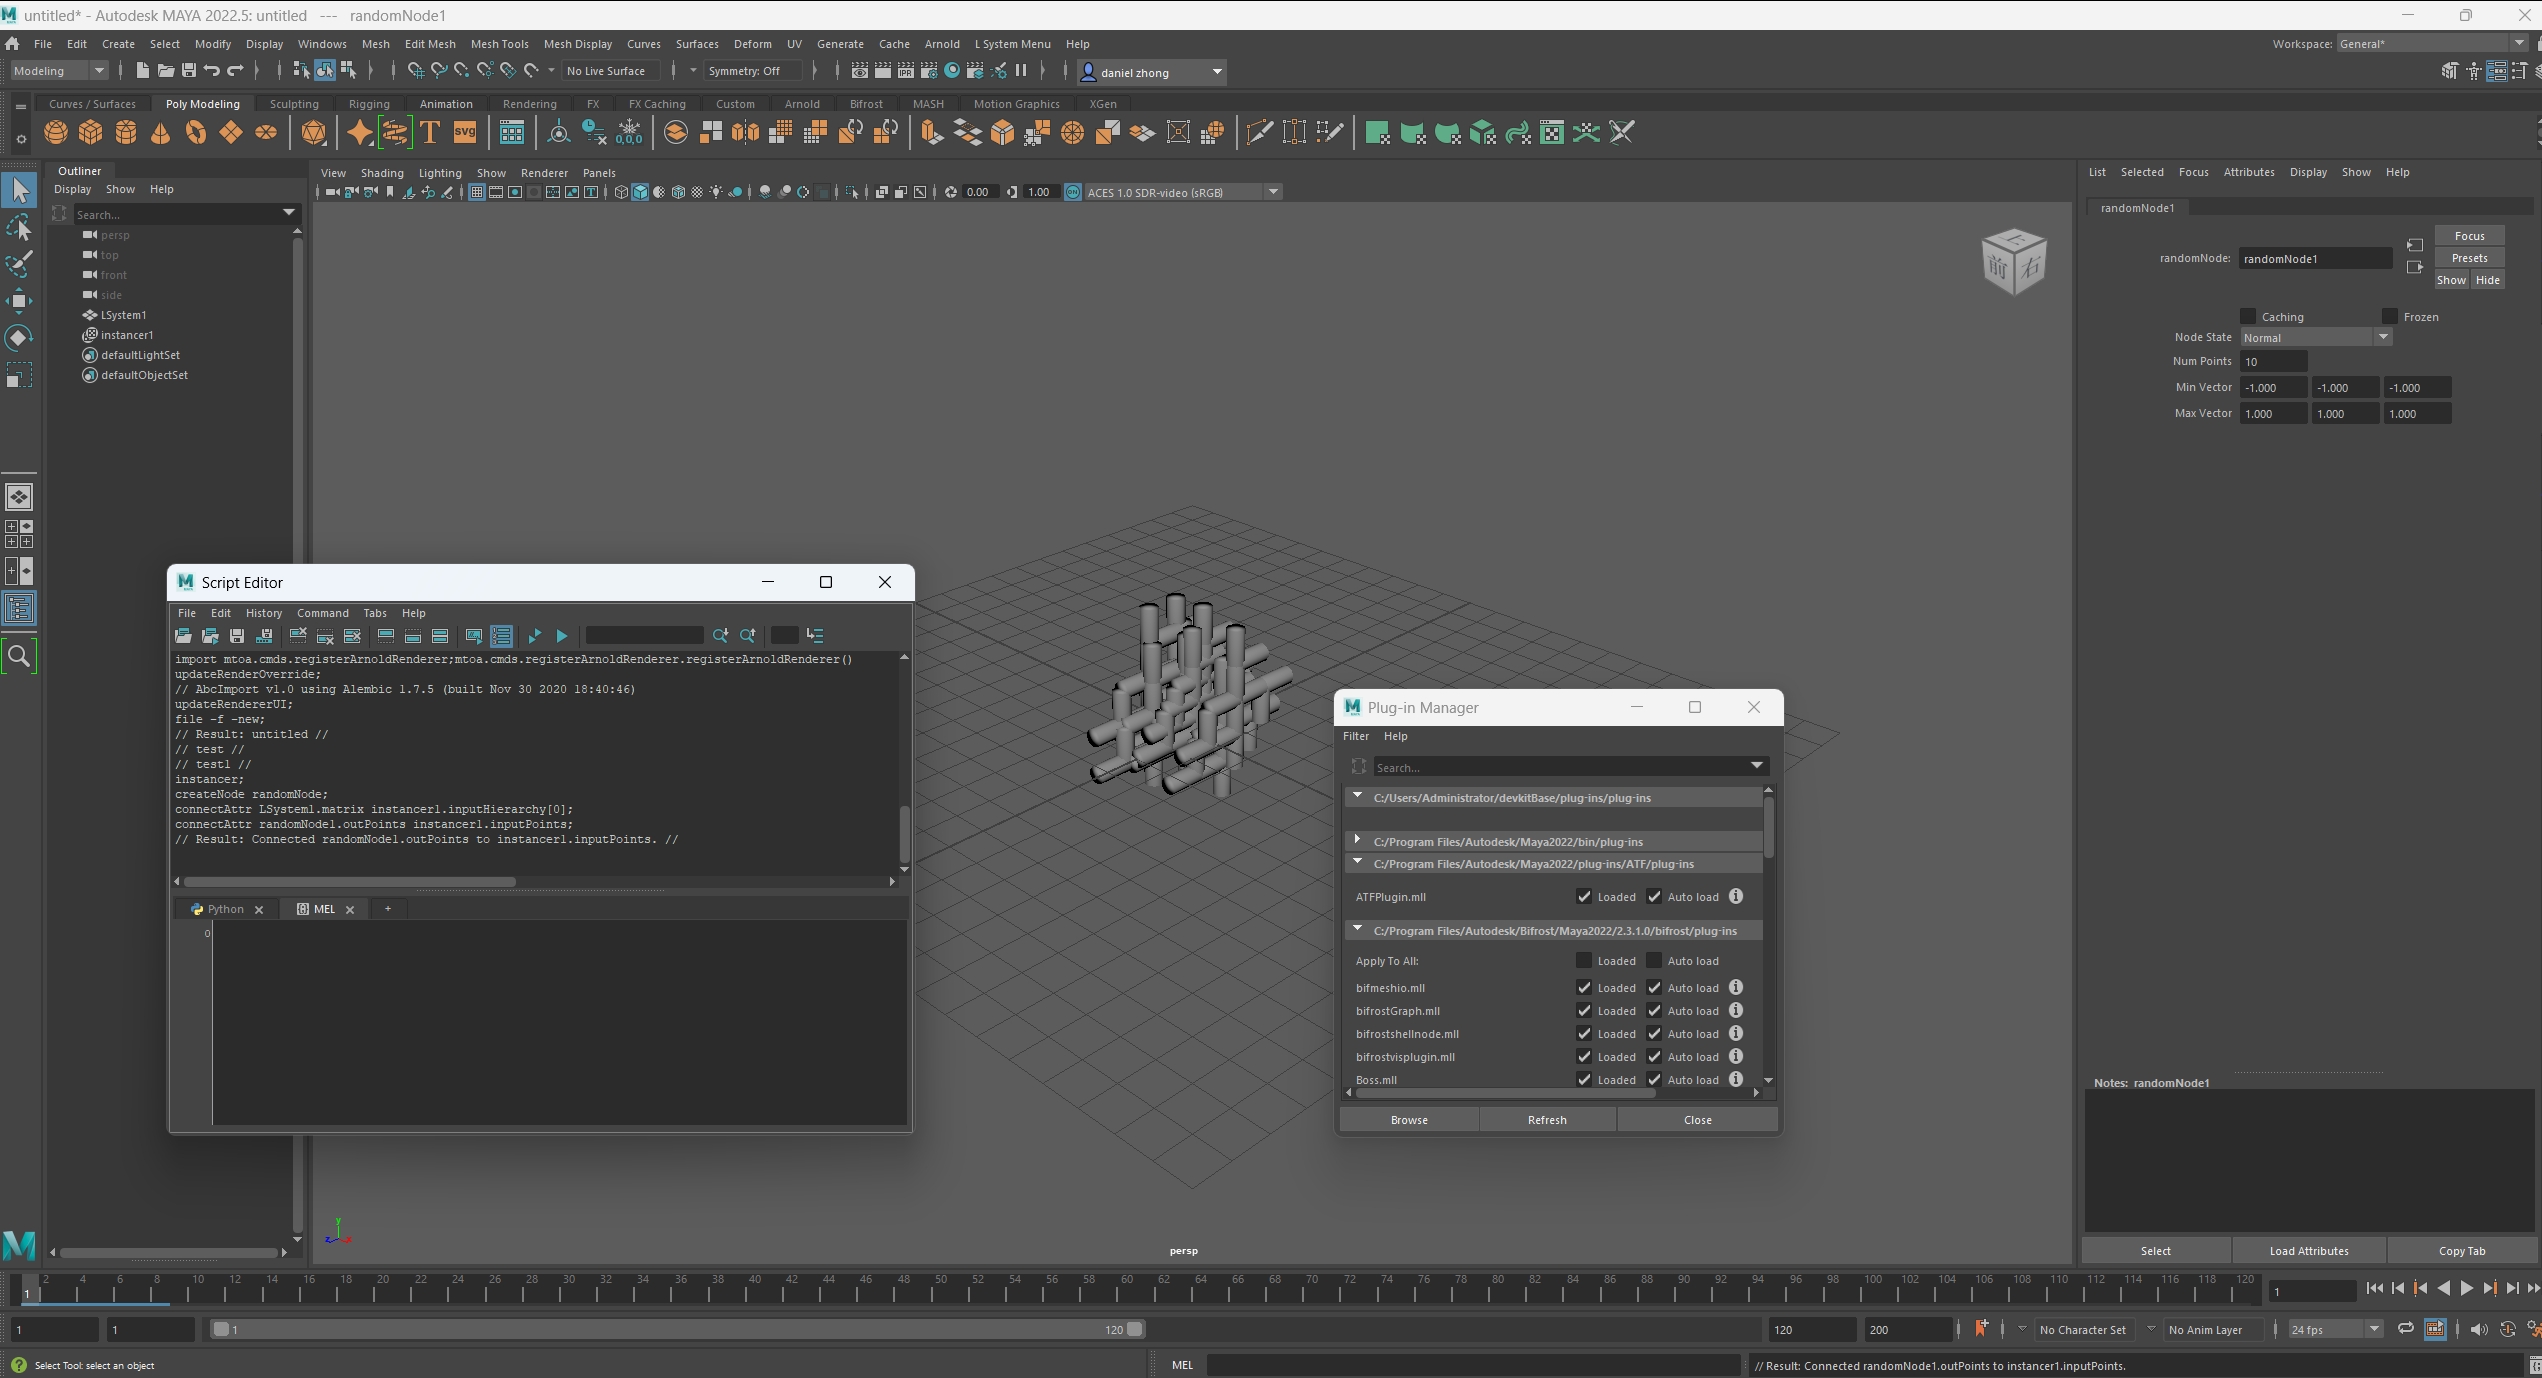 untitled* - Autodesk MAYA 2022.5: untitled --- randomNode1
File Edit Create Select Modify Display Windows Mesh Edit Mesh Mesh Tools Mesh Display Curves Surfaces Deform UV Generate Cache Arnold L System Menu Help
Workspace: General*
Modeling
No Live Surface
Symmetry: Off
daniel zhong
Curves / Surfaces Poly Modeling Sculpting Rigging Animation Rendering FX FX Caching Custom Arnold Bifrost MASH Motion Graphics XGen
T
svg
0,0,0
Outliner
Display Show Help
Search...
persp
top
front
side
LSystem1
instancer1
defaultLightSet
defaultObjectSet
View Shading Lighting Show Renderer Panels
0.00
1.00
ACES 1.0 SDR-video (sRGB)
上
前
右
persp
y
z
x
Script Editor
File Edit History Command Tabs Help
import mtoa.cmds.registerArnoldRenderer;mtoa.cmds.registerArnoldRenderer.registerArnoldRenderer()
updateRenderOverride;
// AbcImport v1.0 using Alembic 1.7.5 (built Nov 30 2020 18:40:46)
updateRendererUI;
file -f -new;
// Result: untitled //
// test //
// test1 //
instancer;
createNode randomNode;
connectAttr LSystem1.matrix instancer1.inputHierarchy[0];
connectAttr randomNode1.outPoints instancer1.inputPoints;
// Result: Connected randomNode1.outPoints to instancer1.inputPoints. //
Python
MEL
+
0
Plug-in Manager
Filter Help
Search...
C:/Users/Administrator/devkitBase/plug-ins/plug-ins
C:/Program Files/Autodesk/Maya2022/bin/plug-ins
C:/Program Files/Autodesk/Maya2022/plug-ins/ATF/plug-ins
ATFPlugin.mll Loaded Auto load
C:/Program Files/Autodesk/Bifrost/Maya2022/2.3.1.0/bifrost/plug-ins
Apply To All: Loaded Auto load
bifmeshio.mll Loaded Auto load
bifrostGraph.mll Loaded Auto load
bifrostshellnode.mll Loaded Auto load
bifrostvisplugin.mll Loaded Auto load
Boss.mll Loaded Auto load
Browse Refresh Close
List Selected Focus Attributes Display Show Help
randomNode1
randomNode: randomNode1
Focus
Presets
Show Hide
Caching Frozen
Node State Normal
Num Points 10
Min Vector -1.000 -1.000 -1.000
Max Vector 1.000 1.000 1.000
Notes: randomNode1
Select Load Attributes Copy Tab
2 4 6 8 10 12 14 16 18 20 22 24 26 28 30 32 34 36 38 40 42 44 46 48 50 52 54 56 58 60 62 64 66 68 70 72 74 76 78 80 82 84 86 88 90 92 94 96 98 100 102 104 106 108 110 112 114 116 118 120
1
1
1 1 1 120 120 200 No Character Set No Anim Layer 24 fps
Select Tool: select an object
MEL
// Result: Connected randomNode1.outPoints to instancer1.inputPoints.